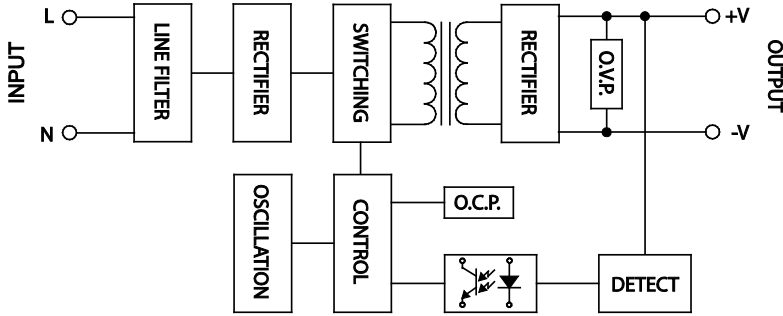 INPUT
L
N
LINE FILTER
RECTIFIER
SWITCHING
RECTIFIER
O.V.P.
+V
-V
OUTPUT
OSCILLATION
CONTROL
O.C.P.
DETECT